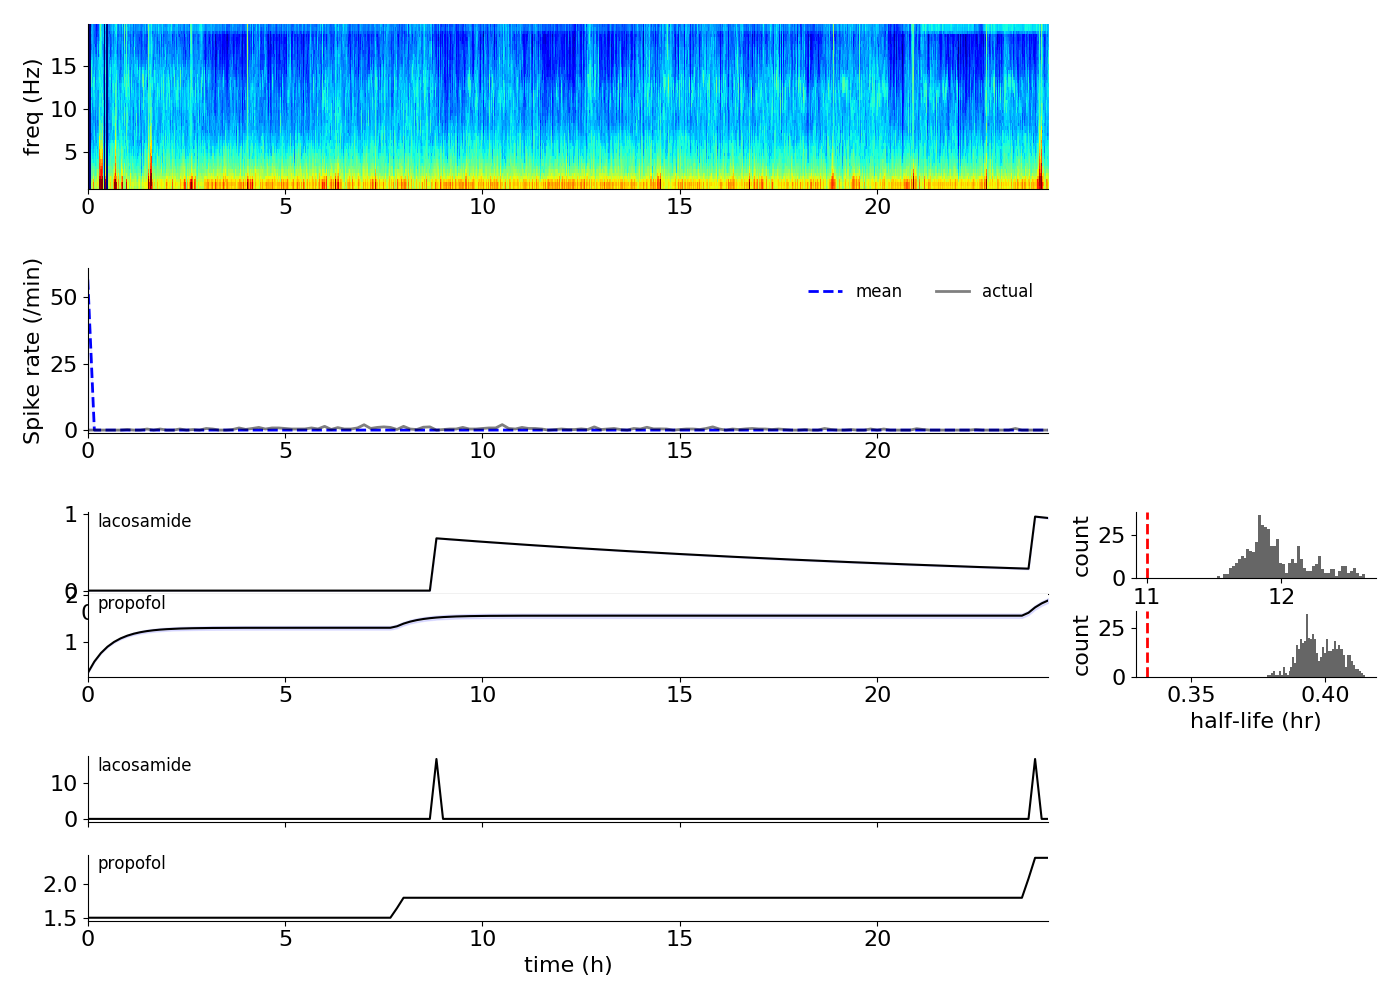 freq (Hz)
15
10
5
0 5 10 15 20
Spike rate (/min)
50
25
0
mean actual
0 5 10 15 20
1
0
lacosamide
0
2
1
propofol
0 5 10 15 20
count
25
0
11 12
count
25
0
0.35 0.40
half-life (hr)
10
0
lacosamide
2.0
1.5
propofol
0 5 10 15 20
time (h)